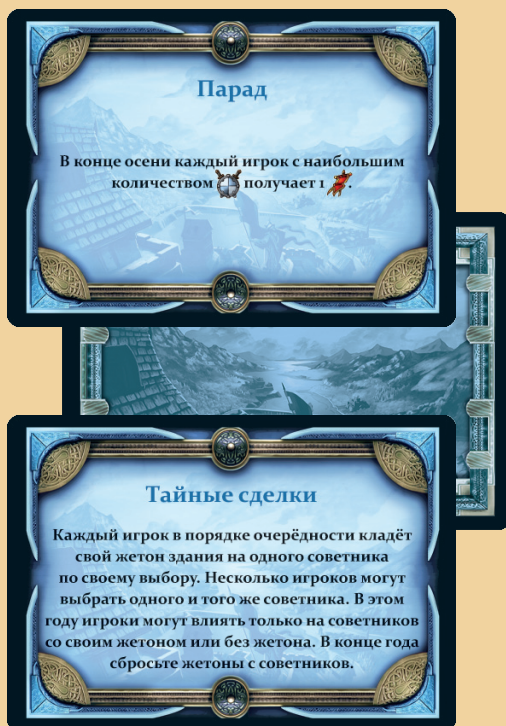 Парад
В конце осени каждый игрок с наибольшим
количеством получает 1 .
Тайные сделки
Каждый игрок в порядке очерёдности кладёт
свой жетон здания на одного советника
по своему выбору. Несколько игроков могут
выбрать одного и того же советника. В этом
году игроки могут влиять только на советников
со своим жетоном или без жетона. В конце года
сбросьте жетоны с советников.